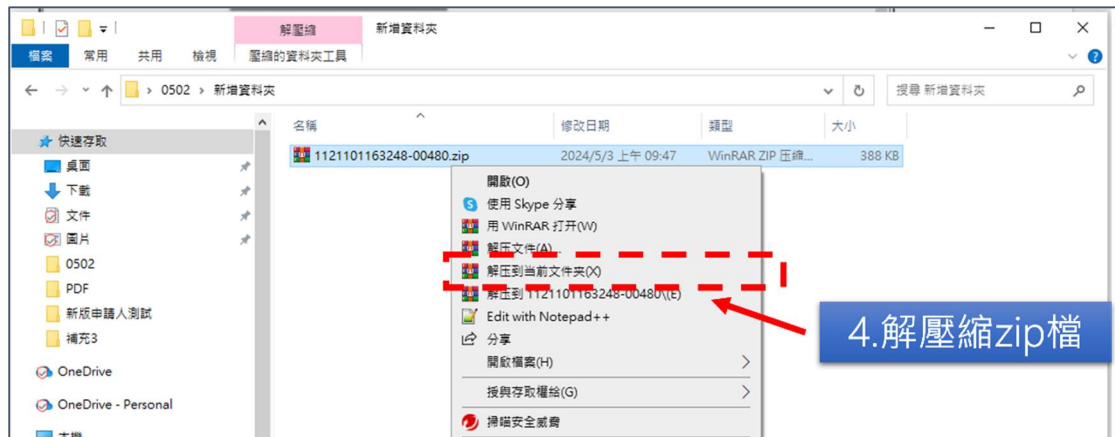 解壓縮
新增資料夾
檔案 常用 共用 檢視 壓縮的資料夾工具
0502 › 新增資料夾
搜尋 新增資料夾
名稱 修改日期 類型 大小
快速存取
1121101163248-00480.zip 2024/5/3 上午 09:47 WinRAR ZIP 压缩... 388 KB
桌面
下載
文件
圖片
0502
PDF
新版申請人測試
補充3
OneDrive
OneDrive - Personal
本機
開啟(O)
使用 Skype 分享
用 WinRAR 打开(W)
解压文件(A)...
解压到当前文件夹(X)
解压到 1121101163248-00480\(E)
Edit with Notepad++
分享
開啟檔案(H)
授與存取權給(G)
掃瞄安全威脅
4.解壓縮zip檔